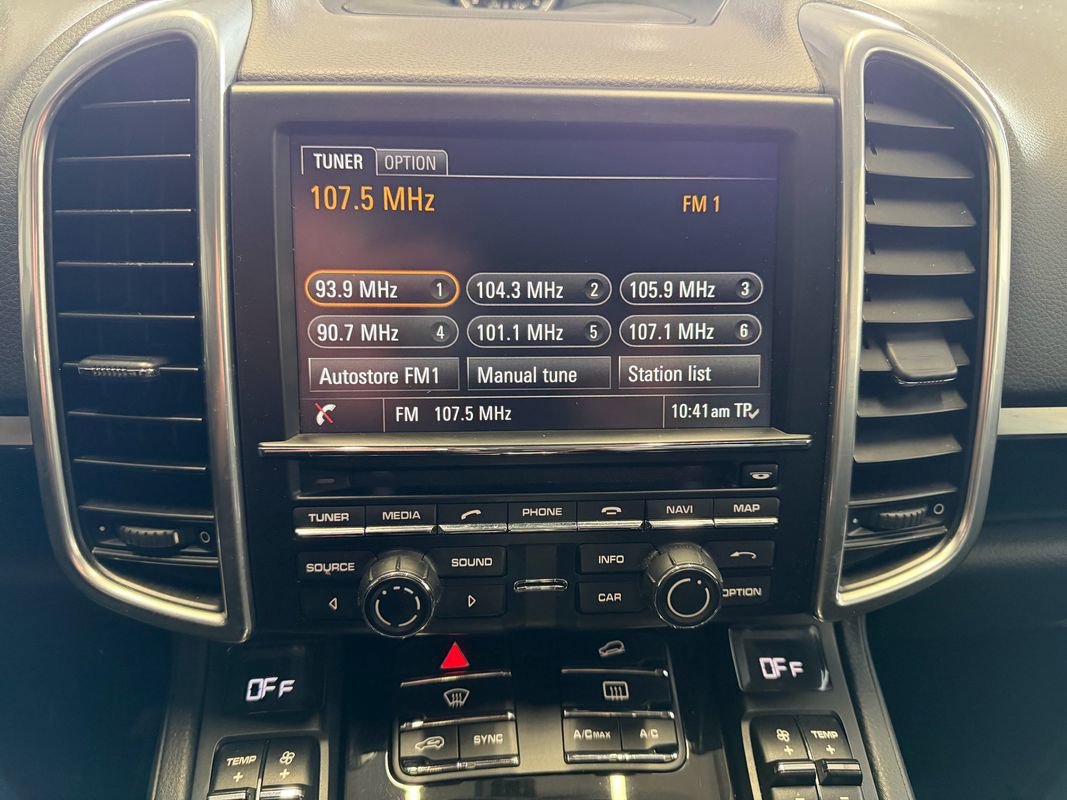 TUNER OPTION
107.5 MHz FM 1
93.9 MHz 1 104.3 MHz 2 105.9 MHz 3
90.7 MHz 4 101.1 MHz 5 107.1 MHz 6
Autostore FM1 Manual tune Station list
FM 107.5 MHz 10:41 am TP
TUNER MEDIA PHONE NAVI MAP
SOURCE SOUND INFO
CAR OPTION
OFF OFF
SYNC A/C MAX A/C
TEMP TEMP
+ + + +